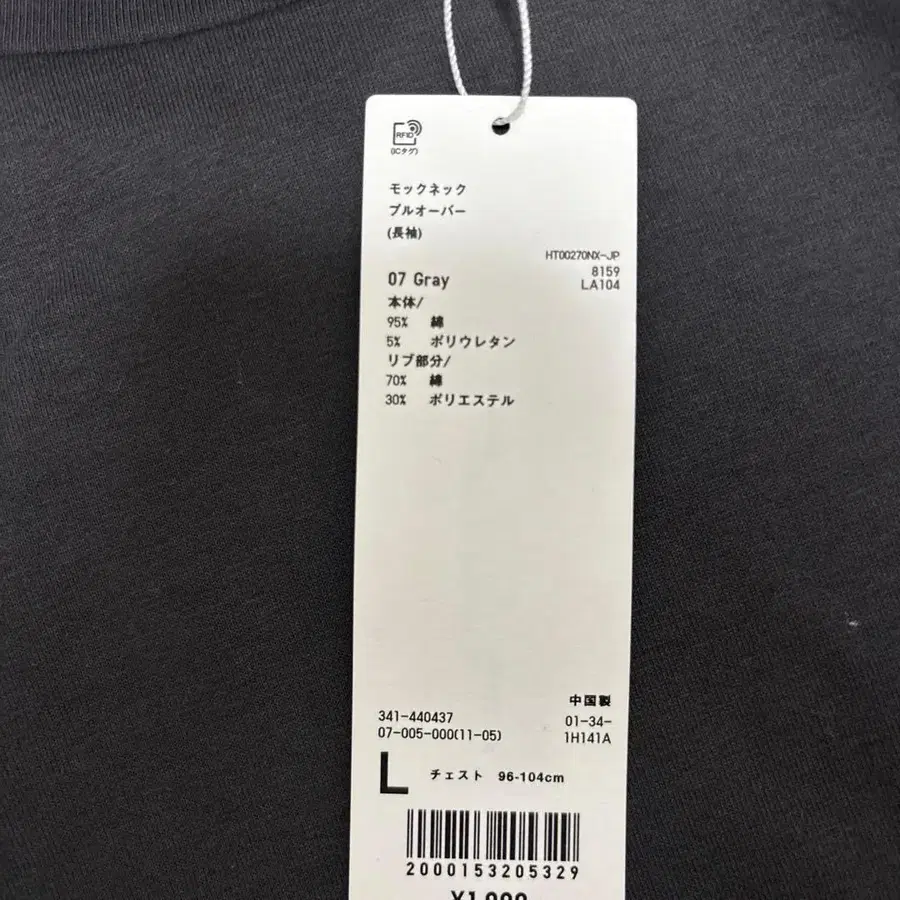 RFID
(ICタグ)
モックネック
プルオーバー
(長袖)
HT00270NX-JP
8159
LA104
07 Gray
本体/
95% 綿
5% ポリウレタン
リブ部分/
70% 綿
30% ポリエステル
中国製
341-440437
01-34-
07-005-000(11-05)
1H141A
L チェスト 96-104cm
2000153205329